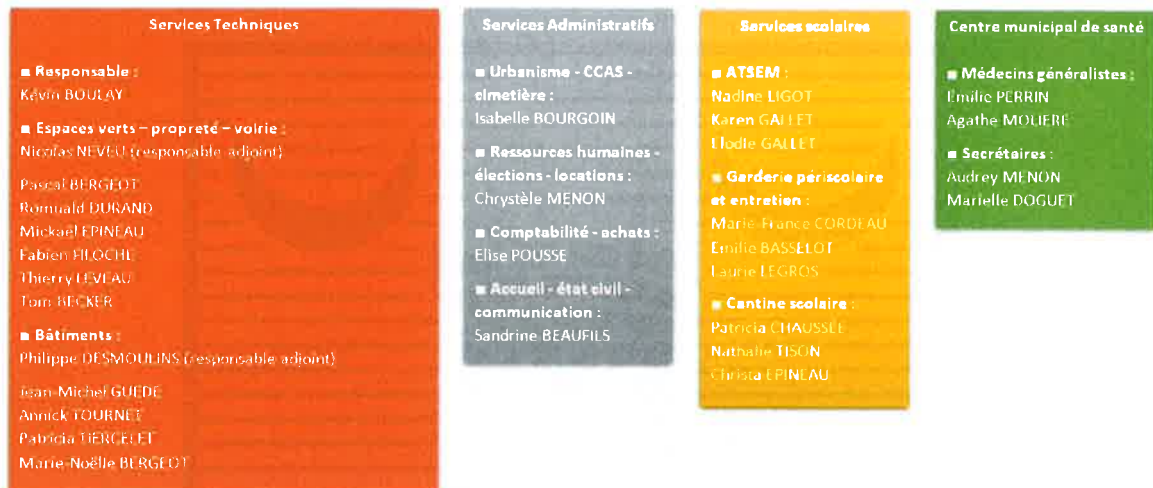 Services Techniques
■ Responsable :
Kévin BOULAY
■ Espaces verts – propreté – voirie :
Nicolas NEVEU (responsable adjoint)
Pascal BERGEOT
Romuald DURAND
Mickaël EPINEAU
Fabien FILOCHE
Thierry LEVEAU
Tom BECKER
■ Bâtiments :
Philippe DESMOULINS (responsable adjoint)
Jean-Michel GUEDE
Annick TOURNET
Patricia TIERCELET
Marie-Noëlle BERGEOT
Services Administratifs
■ Urbanisme - CCAS -
cimetière :
Isabelle BOURGOIN
■ Ressources humaines -
élections - locations :
Chrystèle MENON
■ Comptabilité - achats :
Elise POUSSE
■ Accueil - état civil -
communication :
Sandrine BEAUFILS
Services scolaires
■ ATSEM :
Nadine LIGOT
Karen GALLET
Elodie GALLET
■ Garderie périscolaire
et entretien :
Marie-France CORDEAU
Emilie BASSELOT
Laurie LEGROS
■ Cantine scolaire :
Patricia CHAUSSÉE
Nathalie TISON
Christa EPINEAU
Centre municipal de santé
■ Médecins généralistes :
Emilie PERRIN
Agathe MOLIERE
■ Secrétaires :
Audrey MENON
Marielle DOGUET